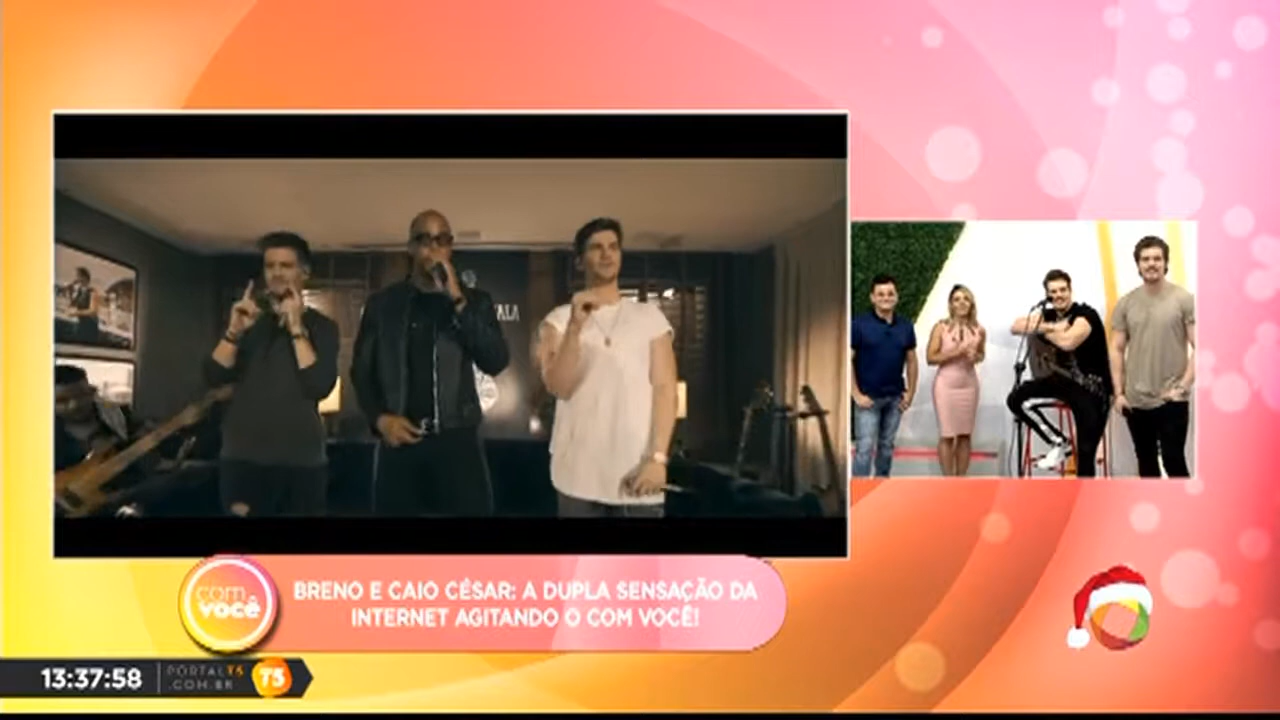 com
você
BRENO E CAIO CÉSAR: A DUPLA SENSAÇÃO DA
INTERNET AGITANDO O COM VOCÊ!
13:37:58
PORTAL T5
.COM.BR
T5